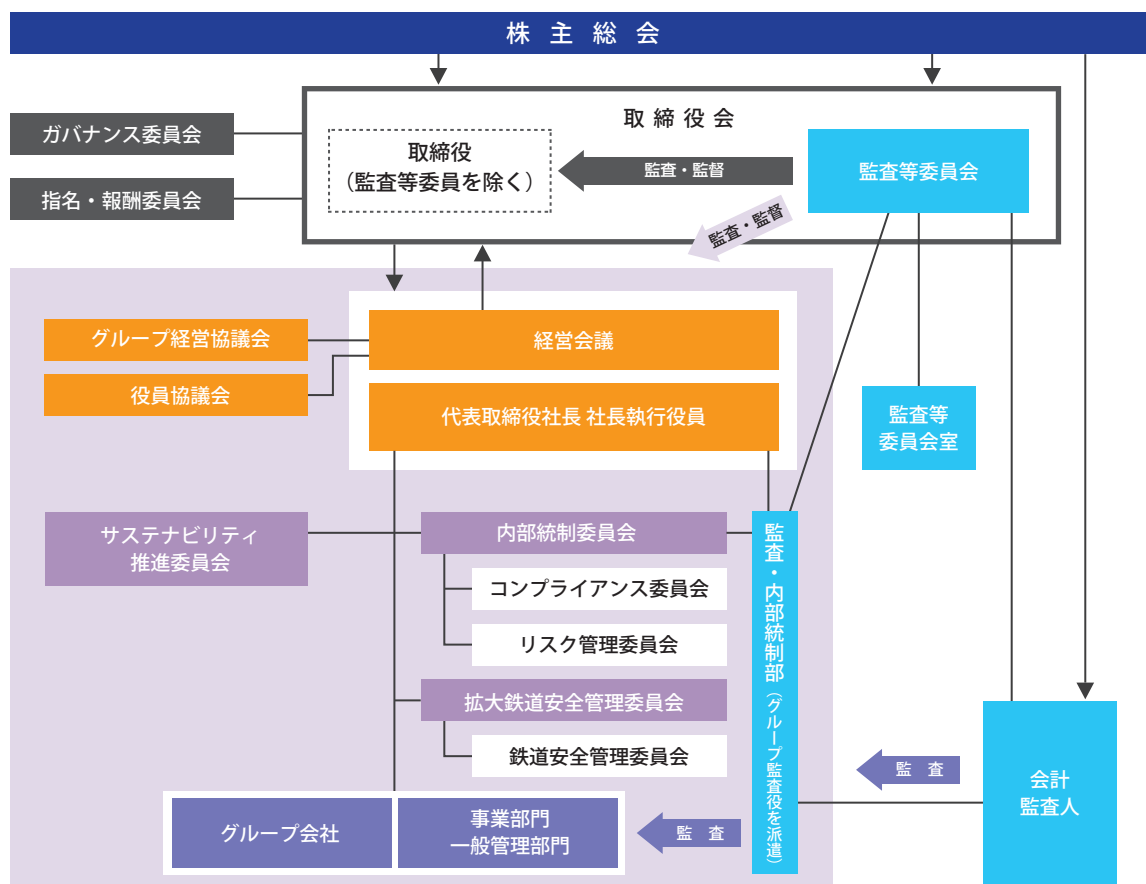 株主総会
取締役会
ガバナンス委員会
指名・報酬委員会
取締役
（監査等委員を除く）
監査・監督
監査等委員会
監査・監督
グループ経営協議会
役員協議会
経営会議
代表取締役社長 社長執行役員
監査等
委員会室
サステナビリティ
推進委員会
内部統制委員会
コンプライアンス委員会
リスク管理委員会
拡大鉄道安全管理委員会
鉄道安全管理委員会
監査・内部統制部（グループ監査役を派遣）
監 査
会計
監査人
グループ会社
事業部門
一般管理部門
監 査